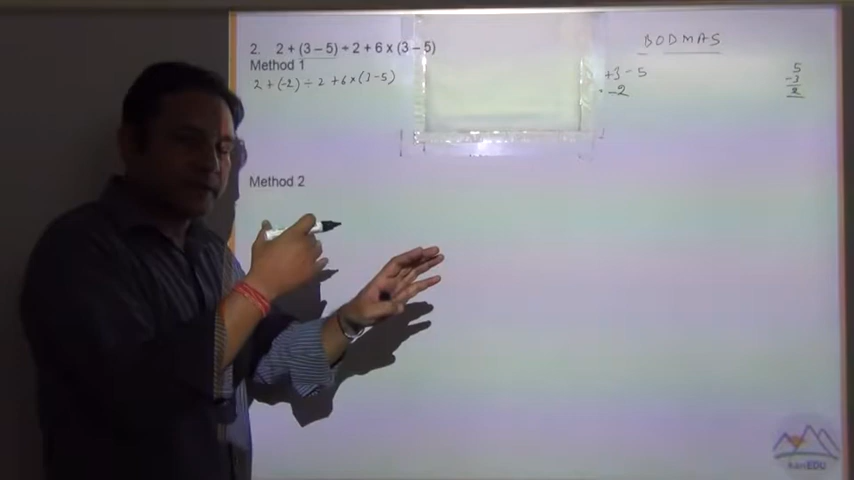 2. 2 + (3 – 5) ÷ 2 + 6 x (3 – 5)
BODMAS
Method 1
2 + (-2) ÷ 2 + 6 × (3 - 5)
+3 - 5
-2
5
-3
2
Method 2
RAMEDU